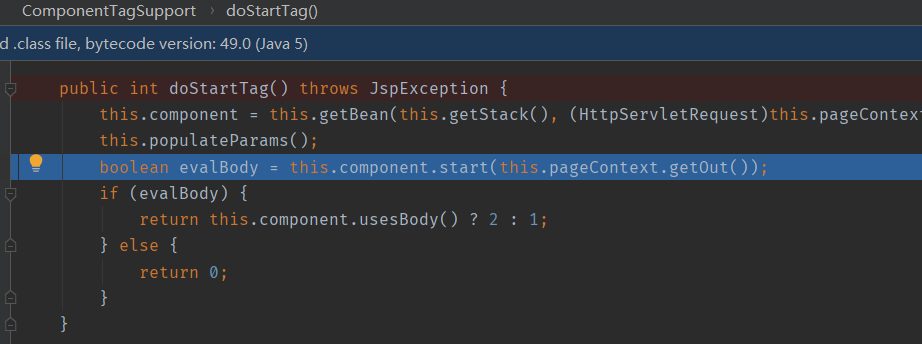 ComponentTagSupport › doStartTag()
d .class file, bytecode version: 49.0 (Java 5)
public int doStartTag() throws JspException {
this.component = this.getBean(this.getStack(), (HttpServletRequest)this.pageContext
this.populateParams();
boolean evalBody = this.component.start(this.pageContext.getOut());
if (evalBody) {
return this.component.usesBody() ? 2 : 1;
} else {
return 0;
}
}